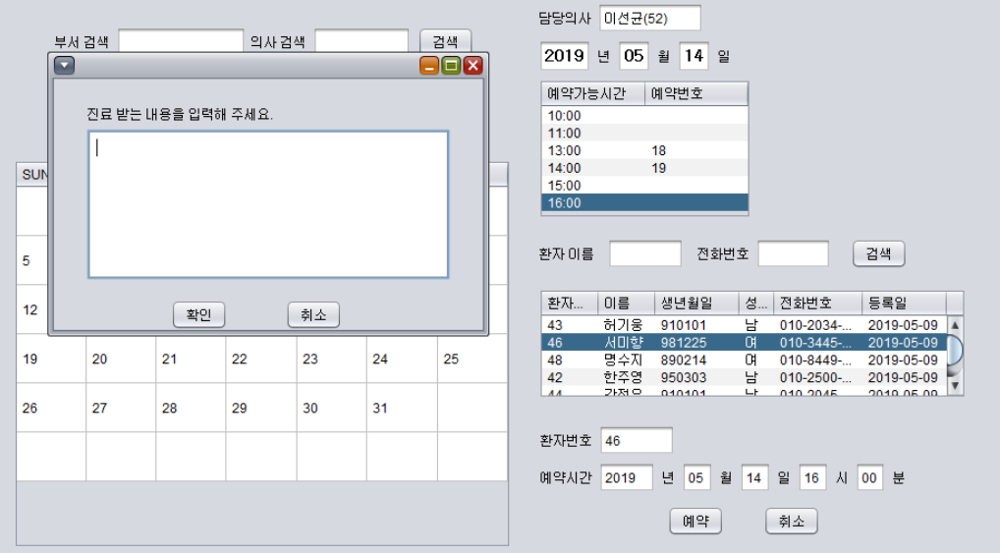 부서 검색 의사 검색 검색
진료 받는 내용을 입력해 주세요.
확인 취소
SUN
5
12
19 20 21 22 23 24 25
26 27 28 29 30 31
담당의사 이선균(52)
2019 년 05 월 14 일
예약가능시간 예약번호
10:00
11:00
13:00 18
14:00 19
15:00
16:00
환자 이름 전화번호 검색
환자... 이름 생년월일 성... 전화번호 등록일
43 허기웅 910101 남 010-2034-... 2019-05-09
46 서미향 981225 여 010-3445-... 2019-05-09
48 명수지 890214 여 010-8449-... 2019-05-09
42 한주영 950303 남 010-2500-... 2019-05-09
44 910101 남 010-2045-... 2019-05-09
환자번호 46
예약시간 2019 년 05 월 14 일 16 시 00 분
예약 취소